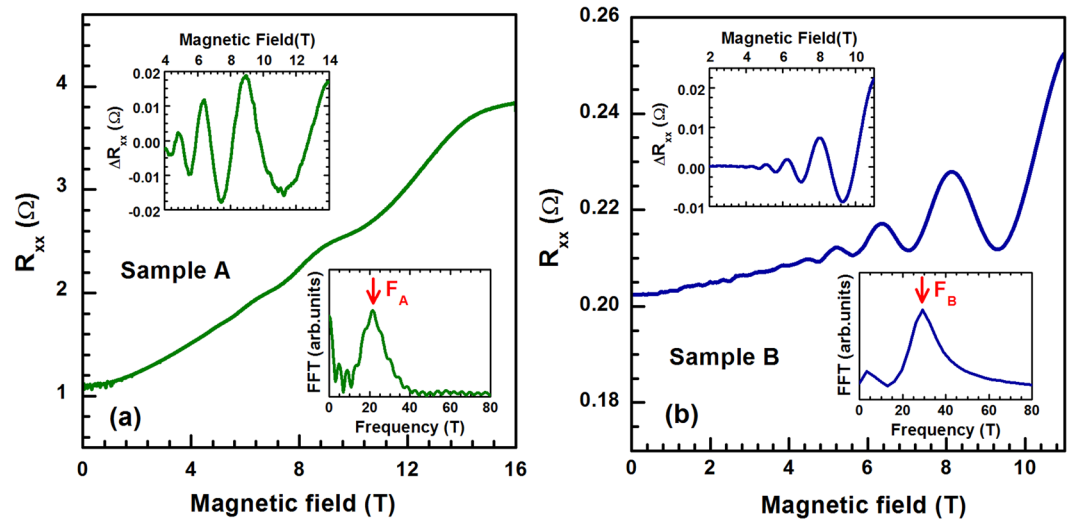 Magnetic Field(T)
4 6 8 10 12 14
0.02
0.01
0.00
-0.01
-0.02
ΔRxx (Ω)
4
3
2
1
Rxx (Ω)
Sample A
FA
FFT (arb.units)
0 20 40 60 80
Frequency (T)
(a)
0 4 8 12 16
Magnetic field (T)
0.26
0.24
0.22
0.20
0.18
Rxx (Ω)
Magnetic Field(T)
2 4 6 8 10
0.02
0.01
0.00
-0.01
ΔRxx (Ω)
FB
FFT (arb.units)
0 20 40 60 80
Frequency (T)
Sample B
(b)
0 2 4 6 8 10
Magnetic field (T)